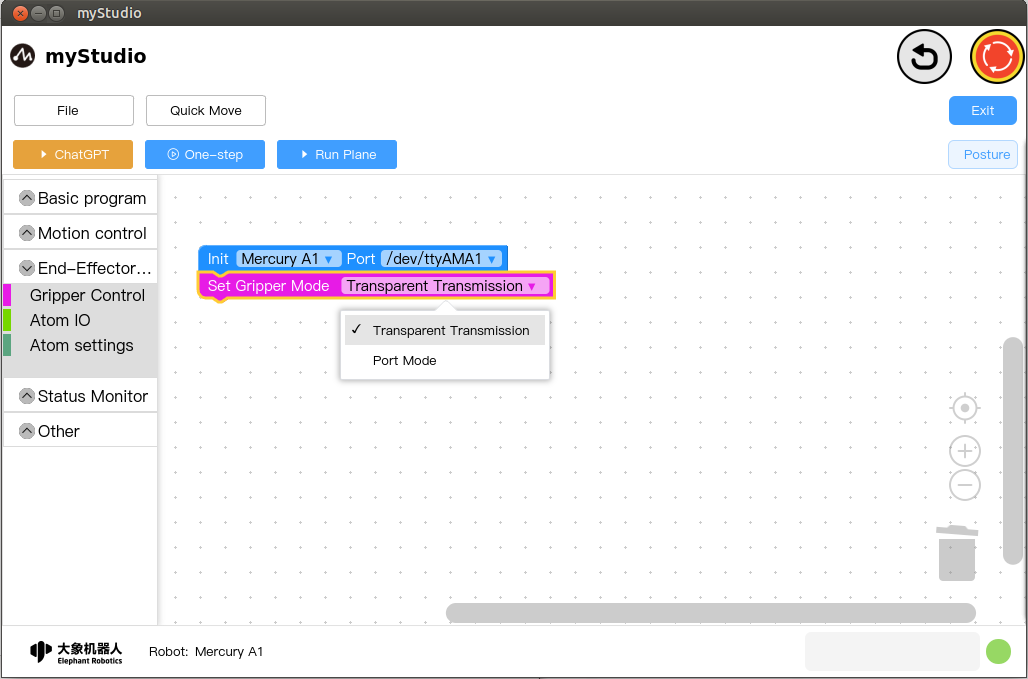 myStudio
myStudio
File
Quick Move
Exit
ChatGPT
One-step
Run Plane
Posture
Basic program
Motion control
End-Effector...
Gripper Control
Atom IO
Atom settings
Status Monitor
Other
Init Mercury A1 Port /dev/ttyAMA1
Set Gripper Mode Transparent Transmission
✓ Transparent Transmission
Port Mode
大象机器人
Elephant Robotics
Robot: Mercury A1